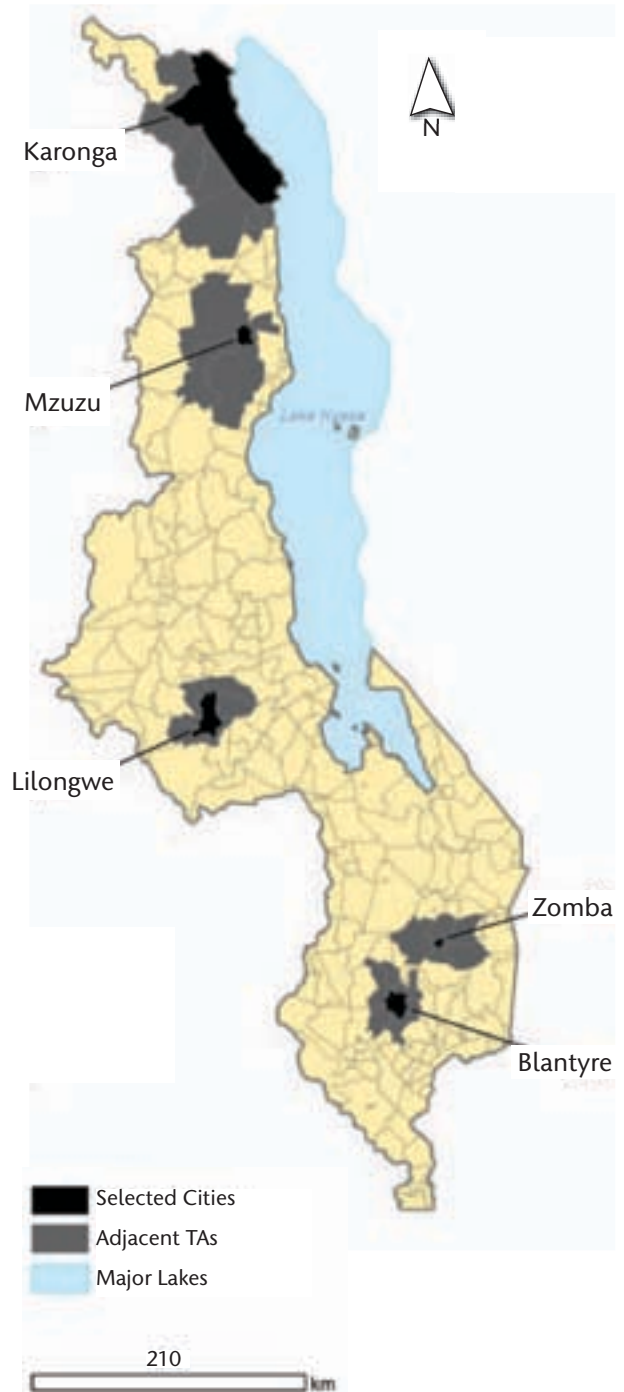 N
Karonga
Mzuzu
Lake Nyasa
Lilongwe
Zomba
Blantyre
Selected Cities
Adjacent TAs
Major Lakes
210
km